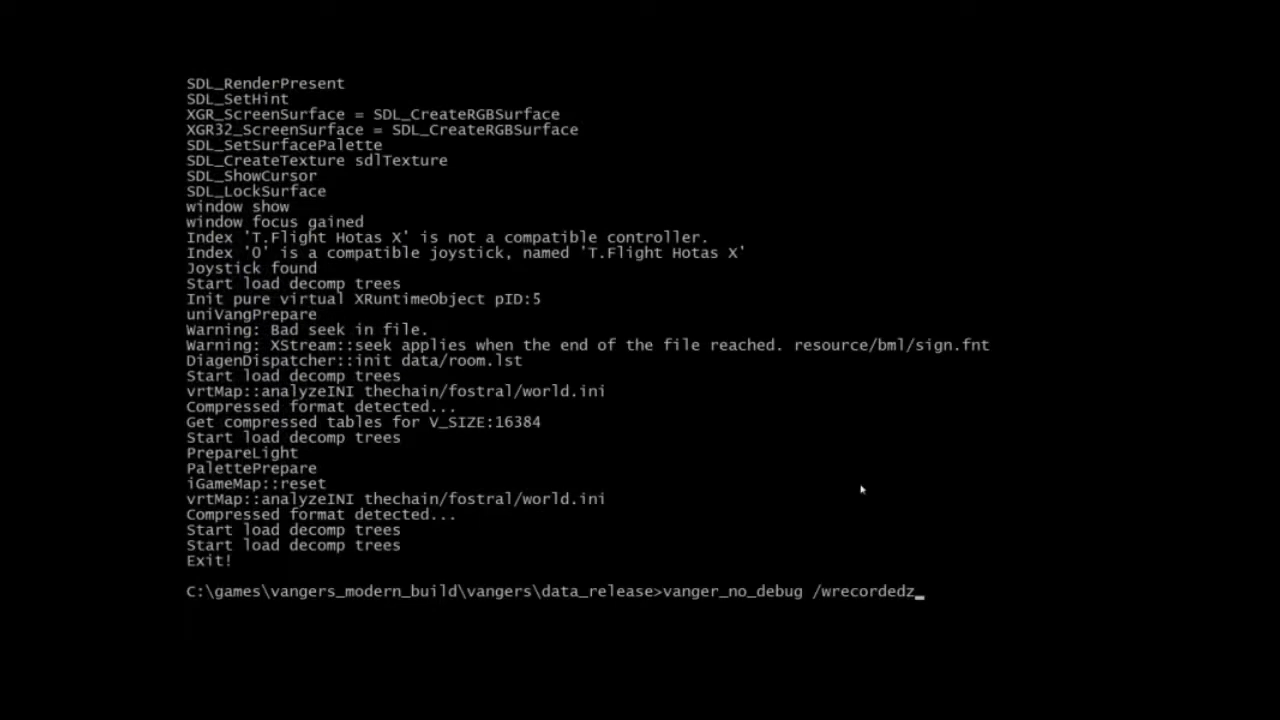 SDL_RenderPresent
SDL_SetHint
XGR_ScreenSurface = SDL_CreateRGBSurface
XGR32_ScreenSurface = SDL_CreateRGBSurface
SDL_SetSurfacePalette
SDL_CreateTexture sdlTexture
SDL_ShowCursor
SDL_LockSurface
window show
window focus gained
Index 'T.Flight Hotas X' is not a compatible controller.
Index '0' is a compatible joystick, named 'T.Flight Hotas X'
Joystick found
Start load decomp trees
Init pure virtual XRuntimeObject pID:5
uniVangPrepare
Warning: Bad seek in file.
Warning: XStream::seek applies when the end of the file reached. resource/bml/sign.fnt
DiagenDispatcher::init data/room.lst
Start load decomp trees
vrtMap::analyzeINI thechain/fostral/world.ini
Compressed format detected...
Get compressed tables for V_SIZE:16384
Start load decomp trees
PrepareLight
PalettePrepare
iGameMap::reset
vrtMap::analyzeINI thechain/fostral/world.ini
Compressed format detected...
Start load decomp trees
Start load decomp trees
Exit!
C:\games\vangers_modern_build\vangers\data_release>vanger_no_debug /wrecordedz_